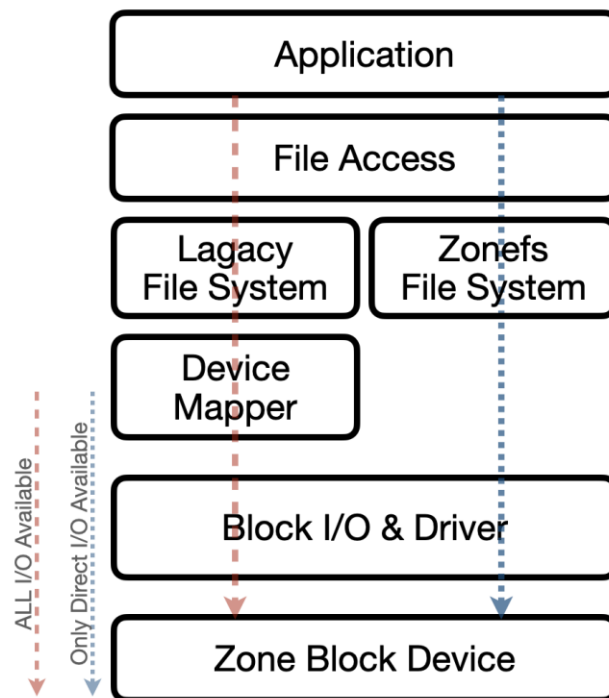 Application
File Access
Lagacy
File System
Zonefs
File System
Device
Mapper
ALL I/O Available
Only Direct I/O Available
Block I/O & Driver
Zone Block Device